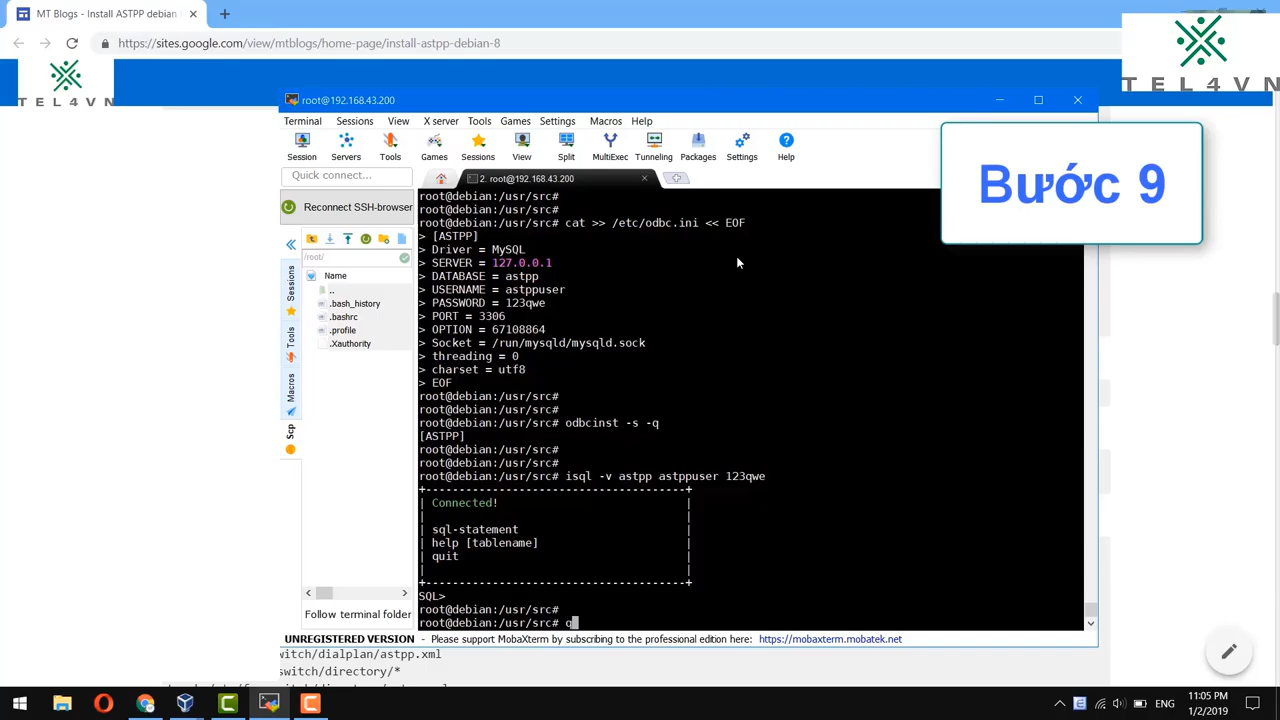 MT Blogs - Install ASTPP debian
https://sites.google.com/view/mtblogs/home-page/install-astpp-debian-8
TEL4VN
TEL4VN
root@192.168.43.200
Terminal Sessions View X server Tools Games Settings Macros Help
Session Servers Tools Games Sessions View Split MultiExec Tunneling Packages Settings Help
Bước 9
Quick connect...
2. root@192.168.43.200
Reconnect SSH-browser
/root/
Name
..
.bash_history
.bashrc
.profile
.Xauthority
Sessions
Tools
Macros
Scp
Follow terminal folder
root@debian:/usr/src#
root@debian:/usr/src#
root@debian:/usr/src# cat >> /etc/odbc.ini << EOF
> [ASTPP]
> Driver = MySQL
> SERVER = 127.0.0.1
> DATABASE = astpp
> USERNAME = astppuser
> PASSWORD = 123qwe
> PORT = 3306
> OPTION = 67108864
> Socket = /run/mysqld/mysqld.sock
> threading = 0
> charset = utf8
> EOF
root@debian:/usr/src#
root@debian:/usr/src#
root@debian:/usr/src# odbcinst -s -q
[ASTPP]
root@debian:/usr/src#
root@debian:/usr/src#
root@debian:/usr/src# isql -v astpp astppuser 123qwe
+---------------------------------------+
| Connected! |
| |
| sql-statement |
| help [tablename] |
| quit |
| |
+---------------------------------------+
SQL>
root@debian:/usr/src#
root@debian:/usr/src# q
UNREGISTERED VERSION - Please support MobaXterm by subscribing to the professional edition here: https://mobaxterm.mobatek.net
switch/dialplan/astpp.xml
switch/directory/*
ENG
11:05 PM
1/2/2019